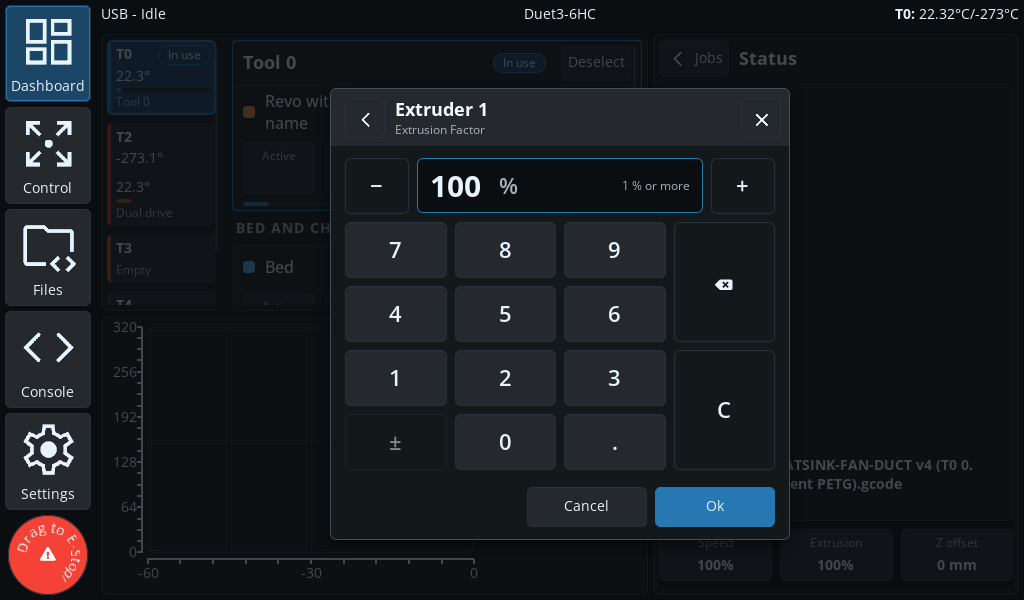 USB - Idle
Duet3-6HC
T0: 22.32°C/-273°C
Dashboard
Control
Files
Console
Settings
Drag to E-Stop!
T0
In use
22.3°
Tool 0
T2
-273.1°
22.3°
Dual drive
T3
Empty
T4
Tool 0
In use
Deselect
Revo wit
name
Active
BED AND CH
Bed
Jobs
Status
Extruder 1
Extrusion Factor
−
100 %
1 % or more
+
7 8 9
4 5 6
1 2 3
C
± 0 .
Cancel
Ok
ATSINK-FAN-DUCT v4 (T0 0.
ent PETG).gcode
Speed
100%
Extrusion
100%
Z offset
0 mm
320
256
192
128
64
0
-60
-30
0